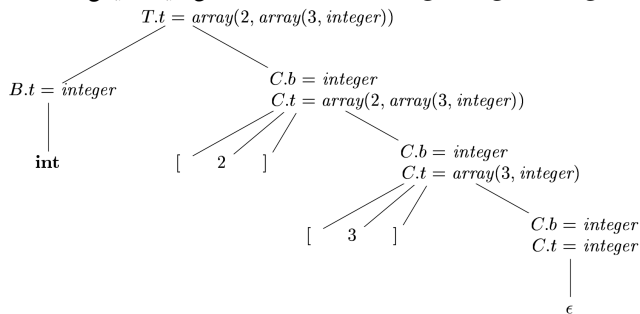 T.t = array(2, array(3, integer))
B.t = integer
C.b = integer
C.t = array(2, array(3, integer))
int
[ 2 ]
C.b = integer
C.t = array(3, integer)
[ 3 ]
C.b = integer
C.t = integer
ϵ